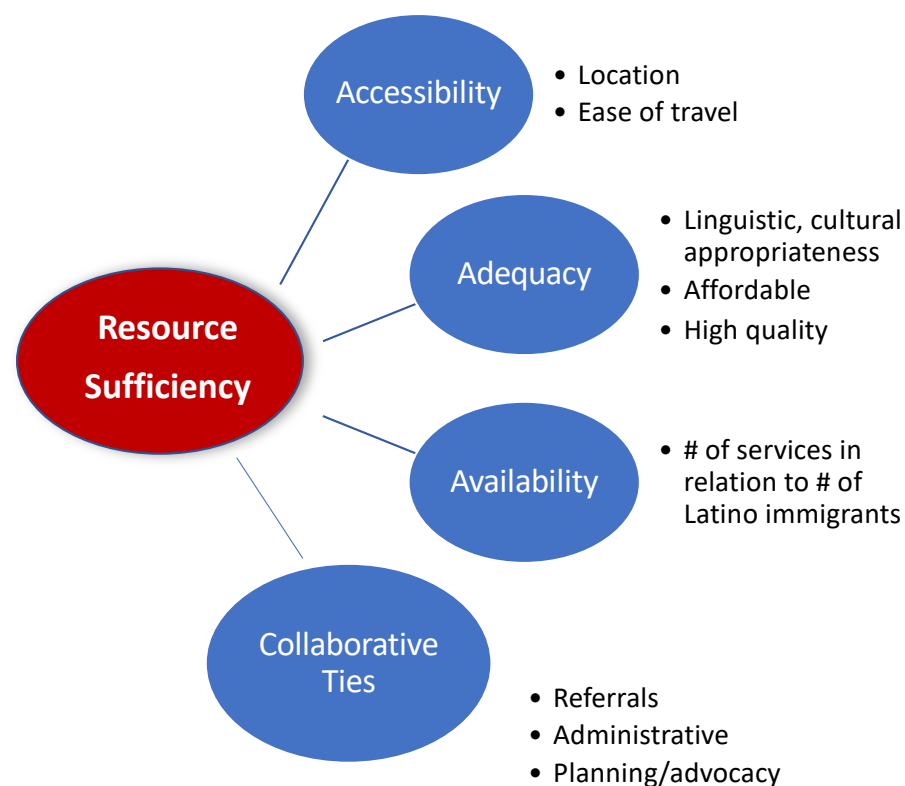 Accessibility
• Location
• Ease of travel
Adequacy
• Linguistic, cultural
appropriateness
• Affordable
• High quality
Resource
Sufficiency
Availability
• # of services in
relation to # of
Latino immigrants
Collaborative
Ties
• Referrals
• Administrative
• Planning/advocacy